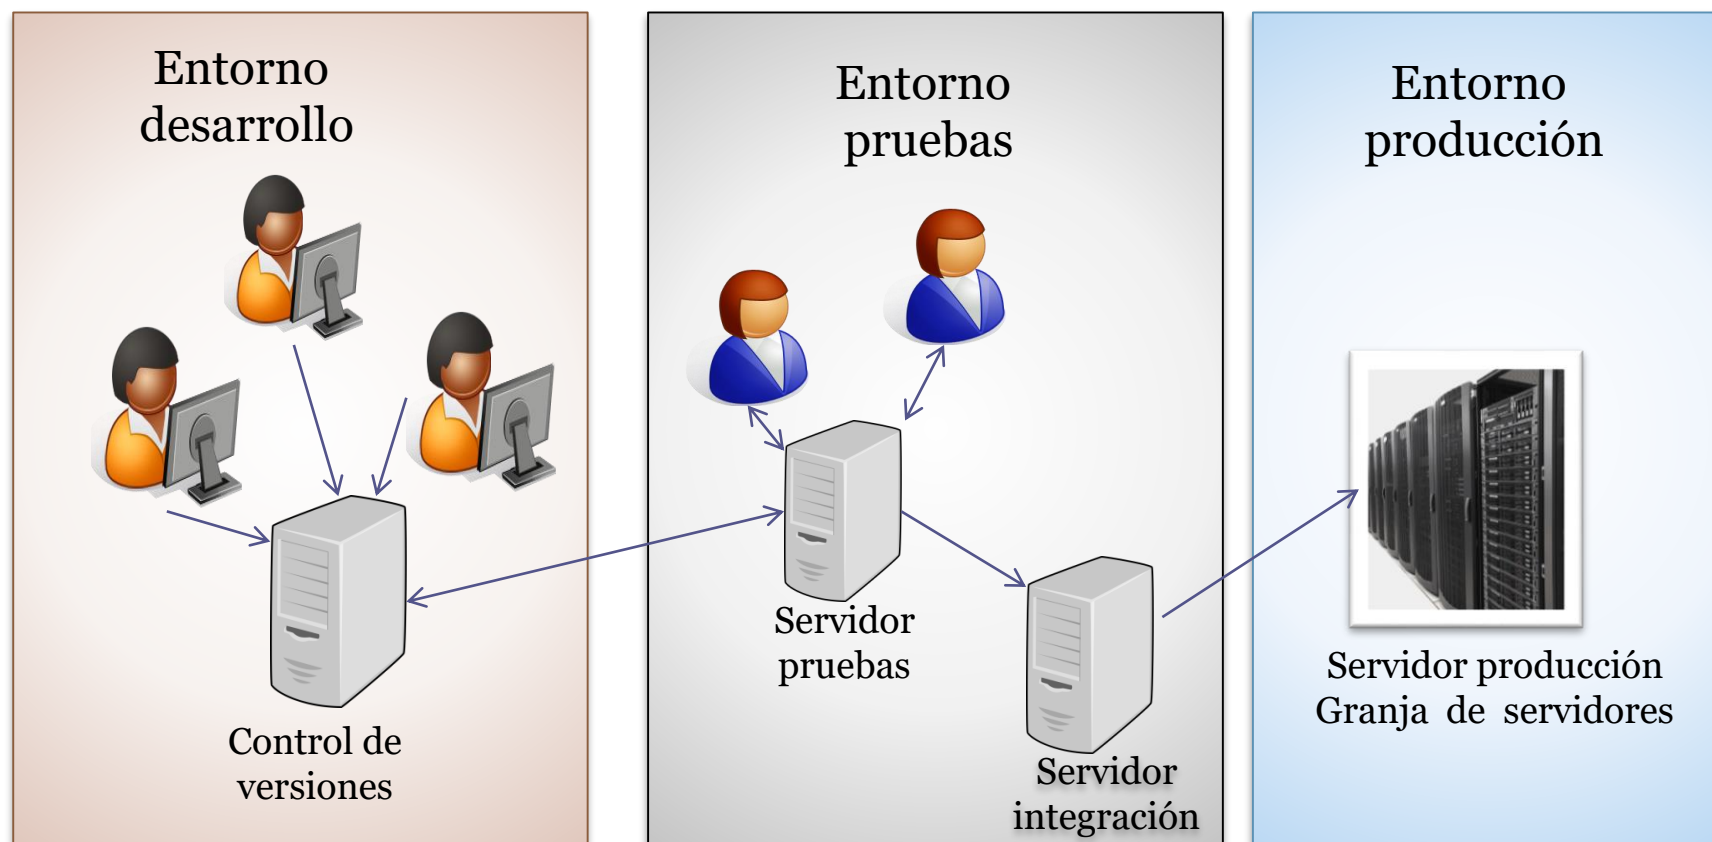 Entorno
desarrollo
Control de
versiones
Entorno
pruebas
Servidor
pruebas
Servidor
integración
Entorno
producción
Servidor producción
Granja de servidores